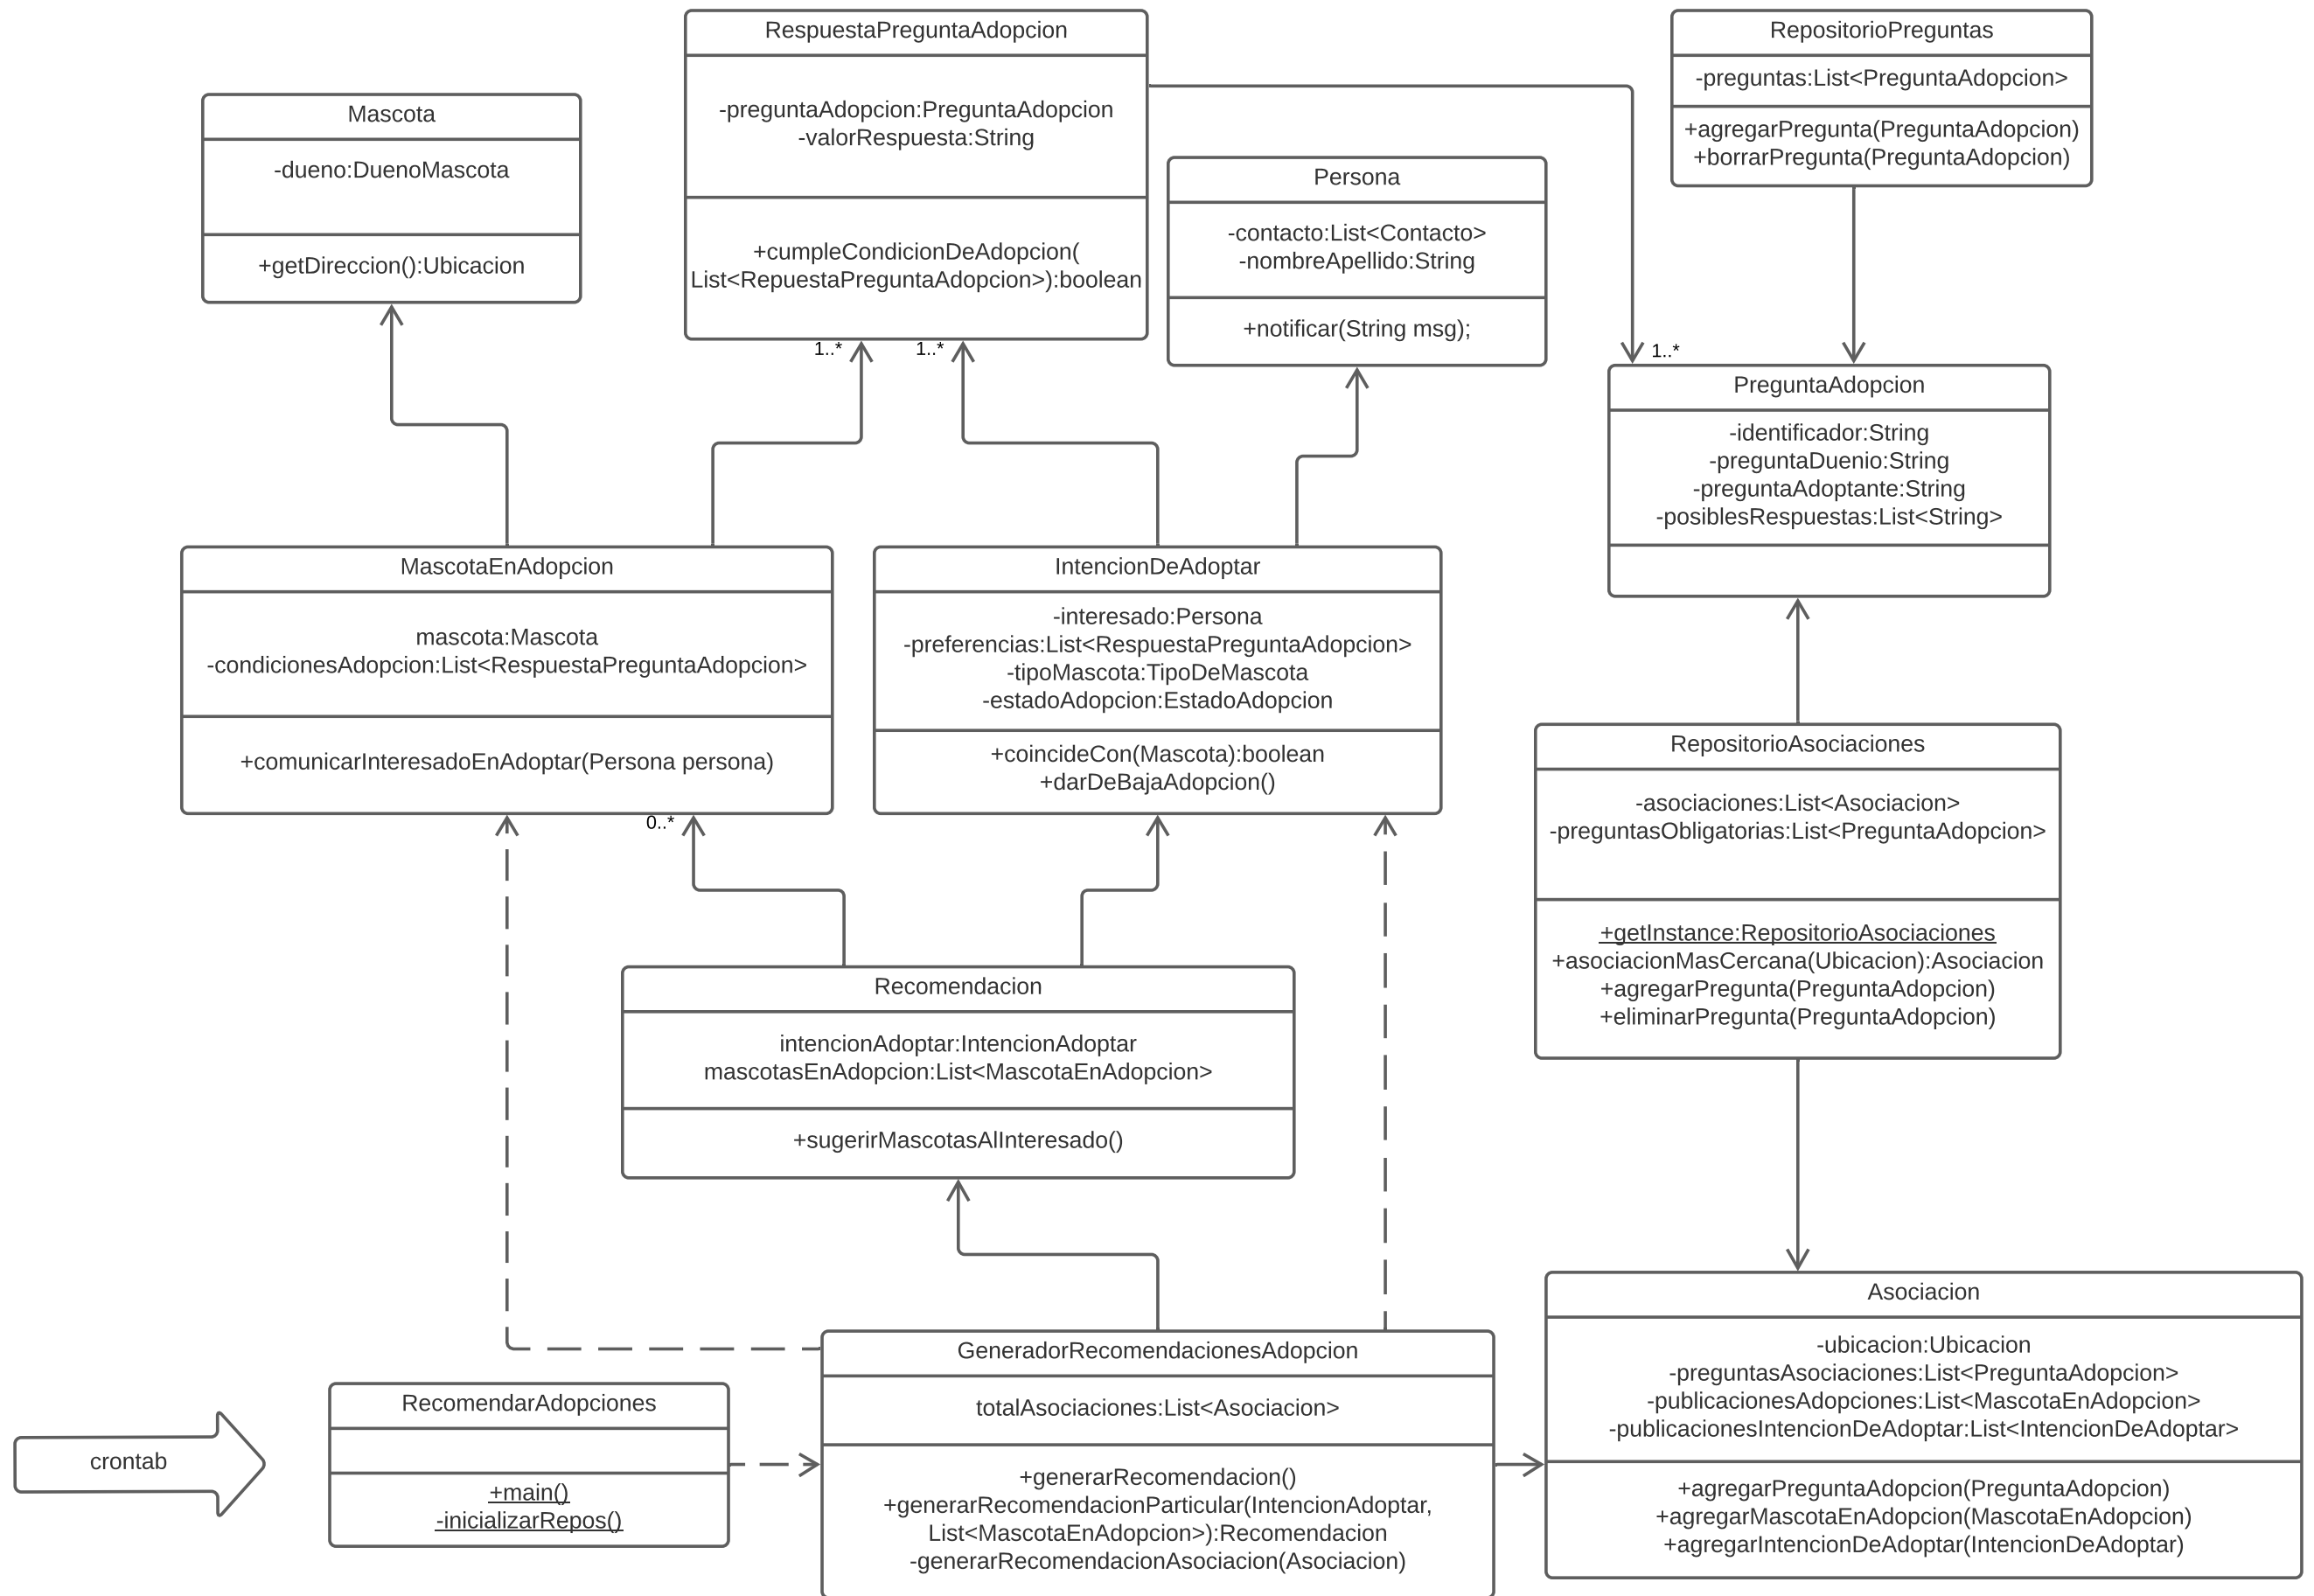 RespuestaPreguntaAdopcion
-preguntaAdopcion:PreguntaAdopcion
-valorRespuesta:String
+cumpleCondicionDeAdopcion(
List<RepuestaPreguntaAdopcion>):boolean
RepositorioPreguntas
-preguntas:List<PreguntaAdopcion>
+agregarPregunta(PreguntaAdopcion)
+borrarPregunta(PreguntaAdopcion)
Mascota
-dueno:DuenoMascota
+getDireccion():Ubicacion
Persona
-contacto:List<Contacto>
-nombreApellido:String
+notificar(String msg);
1..*
1..*
1..*
PreguntaAdopcion
-identificador:String
-preguntaDuenio:String
-preguntaAdoptante:String
-posiblesRespuestas:List<String>
MascotaEnAdopcion
mascota:Mascota
-condicionesAdopcion:List<RespuestaPreguntaAdopcion>
+comunicarInteresadoEnAdoptar(Persona persona)
IntencionDeAdoptar
-interesado:Persona
-preferencias:List<RespuestaPreguntaAdopcion>
-tipoMascota:TipoDeMascota
-estadoAdopcion:EstadoAdopcion
+coincideCon(Mascota):boolean
+darDeBajaAdopcion()
RepositorioAsociaciones
-asociaciones:List<Asociacion>
-preguntasObligatorias:List<PreguntaAdopcion>
+getInstance:RepositorioAsociaciones
+asociacionMasCercana(Ubicacion):Asociacion
+agregarPregunta(PreguntaAdopcion)
+eliminarPregunta(PreguntaAdopcion)
0..*
Recomendacion
intencionAdoptar:IntencionAdoptar
mascotasEnAdopcion:List<MascotaEnAdopcion>
+sugerirMascotasAlInteresado()
Asociacion
-ubicacion:Ubicacion
-preguntasAsociaciones:List<PreguntaAdopcion>
-publicacionesAdopciones:List<MascotaEnAdopcion>
-publicacionesIntencionDeAdoptar:List<IntencionDeAdoptar>
+agregarPreguntaAdopcion(PreguntaAdopcion)
+agregarMascotaEnAdopcion(MascotaEnAdopcion)
+agregarIntencionDeAdoptar(IntencionDeAdoptar)
GeneradorRecomendacionesAdopcion
totalAsociaciones:List<Asociacion>
+generarRecomendacion()
+generarRecomendacionParticular(IntencionAdoptar,
List<MascotaEnAdopcion>):Recomendacion
-generarRecomendacionAsociacion(Asociacion)
RecomendarAdopciones
+main()
-inicializarRepos()
crontab